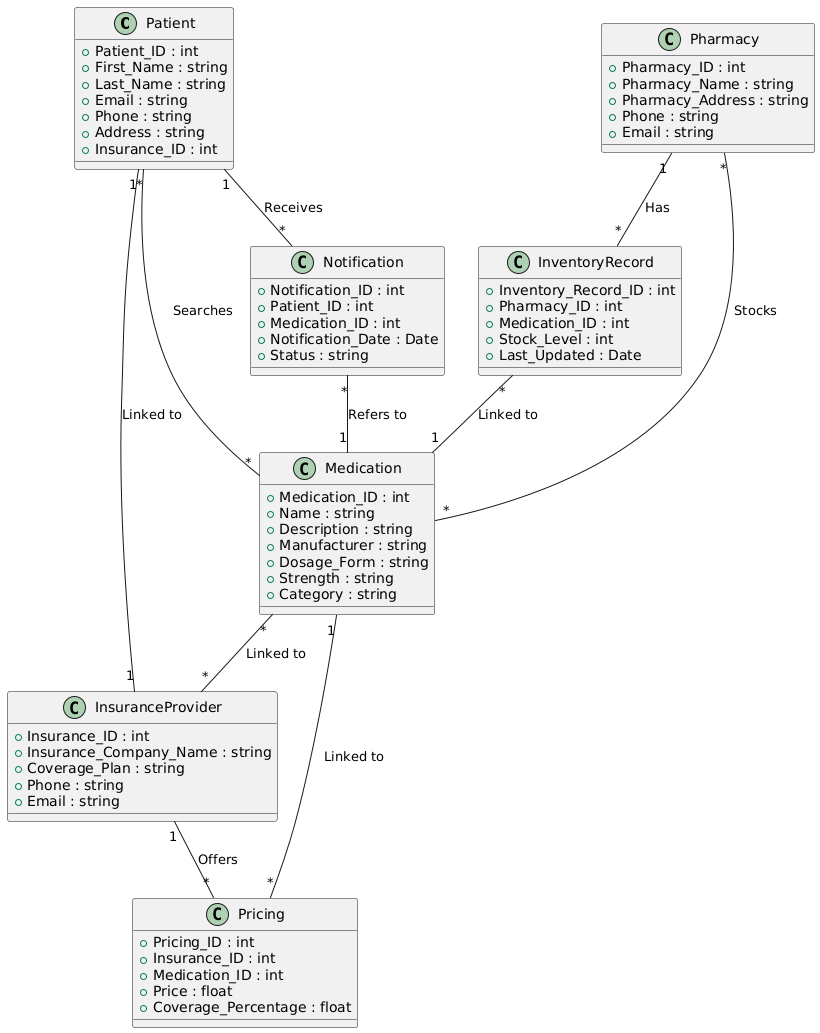 C Patient
Patient_ID : int
First_Name : string
Last_Name : string
Email : string
Phone : string
Address : string
Insurance_ID : int
C Pharmacy
Pharmacy_ID : int
Pharmacy_Name : string
Pharmacy_Address : string
Phone : string
Email : string
1
*
1
Receives
*
1
Has
*
*
C Notification
Notification_ID : int
Patient_ID : int
Medication_ID : int
Notification_Date : Date
Status : string
C InventoryRecord
Inventory_Record_ID : int
Pharmacy_ID : int
Medication_ID : int
Stock_Level : int
Last_Updated : Date
Searches
Stocks
Linked to
*
Refers to
1
*
Linked to
1
*
*
C Medication
Medication_ID : int
Name : string
Description : string
Manufacturer : string
Dosage_Form : string
Strength : string
Category : string
*
Linked to
*
1
1
Linked to
C InsuranceProvider
Insurance_ID : int
Insurance_Company_Name : string
Coverage_Plan : string
Phone : string
Email : string
1
Offers
*
*
C Pricing
Pricing_ID : int
Insurance_ID : int
Medication_ID : int
Price : float
Coverage_Percentage : float